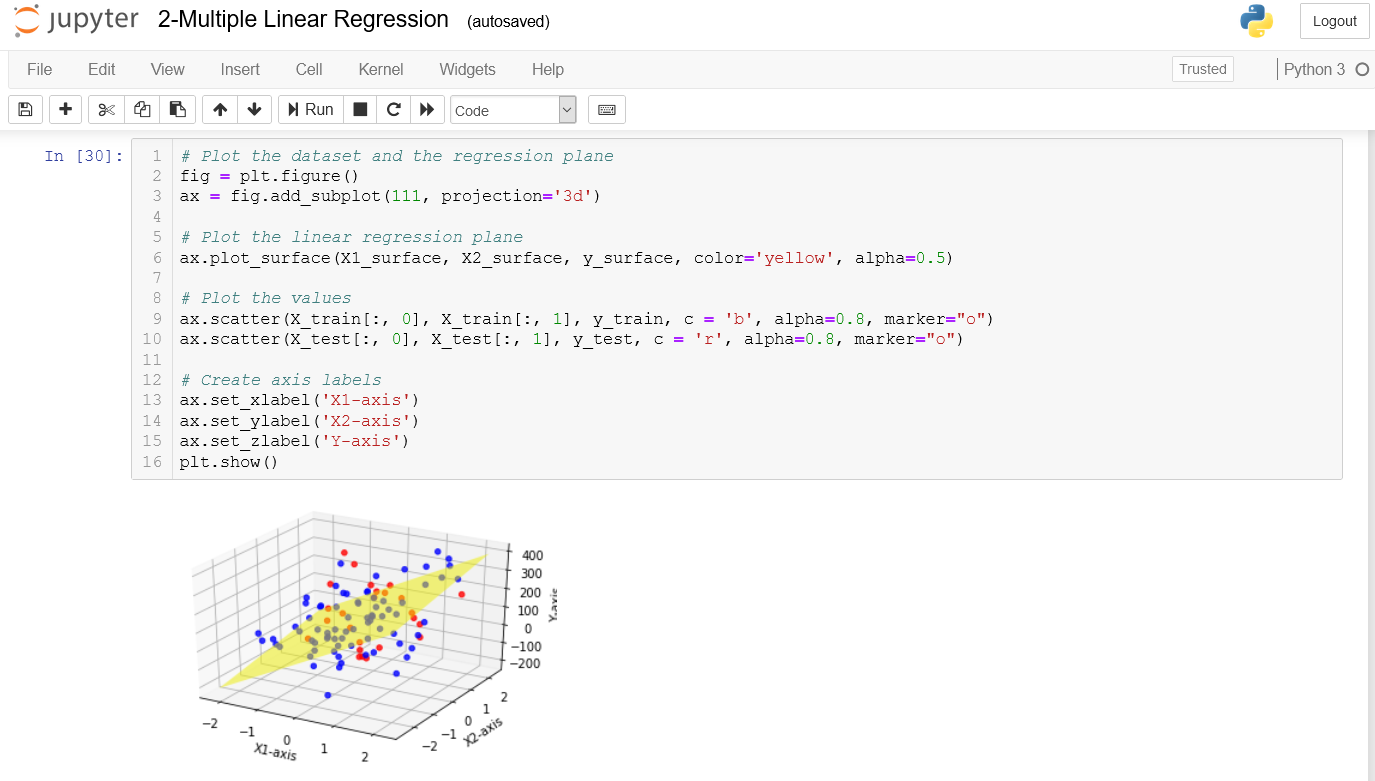 jupyter 2-Multiple Linear Regression (autosaved) Logout
File Edit View Insert Cell Kernel Widgets Help Trusted Python 3
Run Code
In [30]:
1 # Plot the dataset and the regression plane
2 fig = plt.figure()
3 ax = fig.add_subplot(111, projection='3d')
4
5 # Plot the linear regression plane
6 ax.plot_surface(X1_surface, X2_surface, y_surface, color='yellow', alpha=0.5)
7
8 # Plot the values
9 ax.scatter(X_train[:, 0], X_train[:, 1], y_train, c = 'b', alpha=0.8, marker="o")
10 ax.scatter(X_test[:, 0], X_test[:, 1], y_test, c = 'r', alpha=0.8, marker="o")
11
12 # Create axis labels
13 ax.set_xlabel('X1-axis')
14 ax.set_ylabel('X2-axis')
15 ax.set_zlabel('Y-axis')
16 plt.show()
400
300
200
100
0
−100
−200
Y-axis
−2 −1 0 1 2
X1-axis
−2 −1 0 1 2
X2-axis